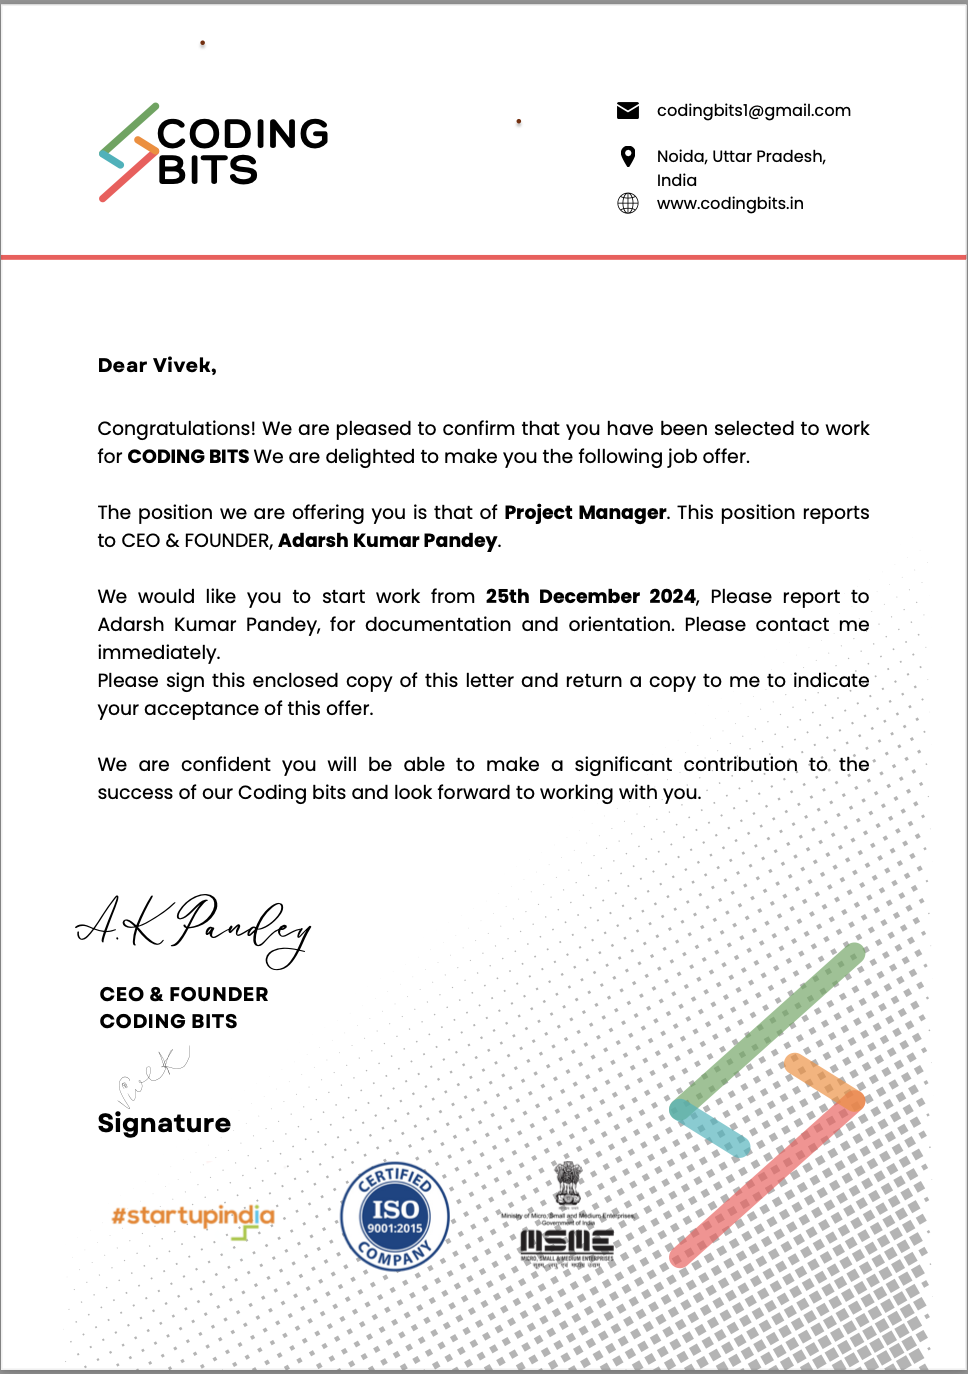 CODING
BITS
codingbits1@gmail.com
Noida, Uttar Pradesh,
India
www.codingbits.in
Dear Vivek,
Congratulations! We are pleased to confirm that you have been selected to work
for CODING BITS We are delighted to make you the following job offer.
The position we are offering you is that of Project Manager. This position reports
to CEO & FOUNDER, Adarsh Kumar Pandey.
We would like you to start work from 25th December 2024, Please report to
Adarsh Kumar Pandey, for documentation and orientation. Please contact me
immediately.
Please sign this enclosed copy of this letter and return a copy to me to indicate
your acceptance of this offer.
We are confident you will be able to make a significant contribution to the
success of our Coding bits and look forward to working with you.
A.K Pandey
CEO & FOUNDER
CODING BITS
Vivek
Signature
#startupindia
CERTIFIED
ISO
9001:2015
COMPANY
Ministry of Micro, Small and Medium Enterprises
Government of India
MSME
MICRO, SMALL & MEDIUM ENTERPRISES